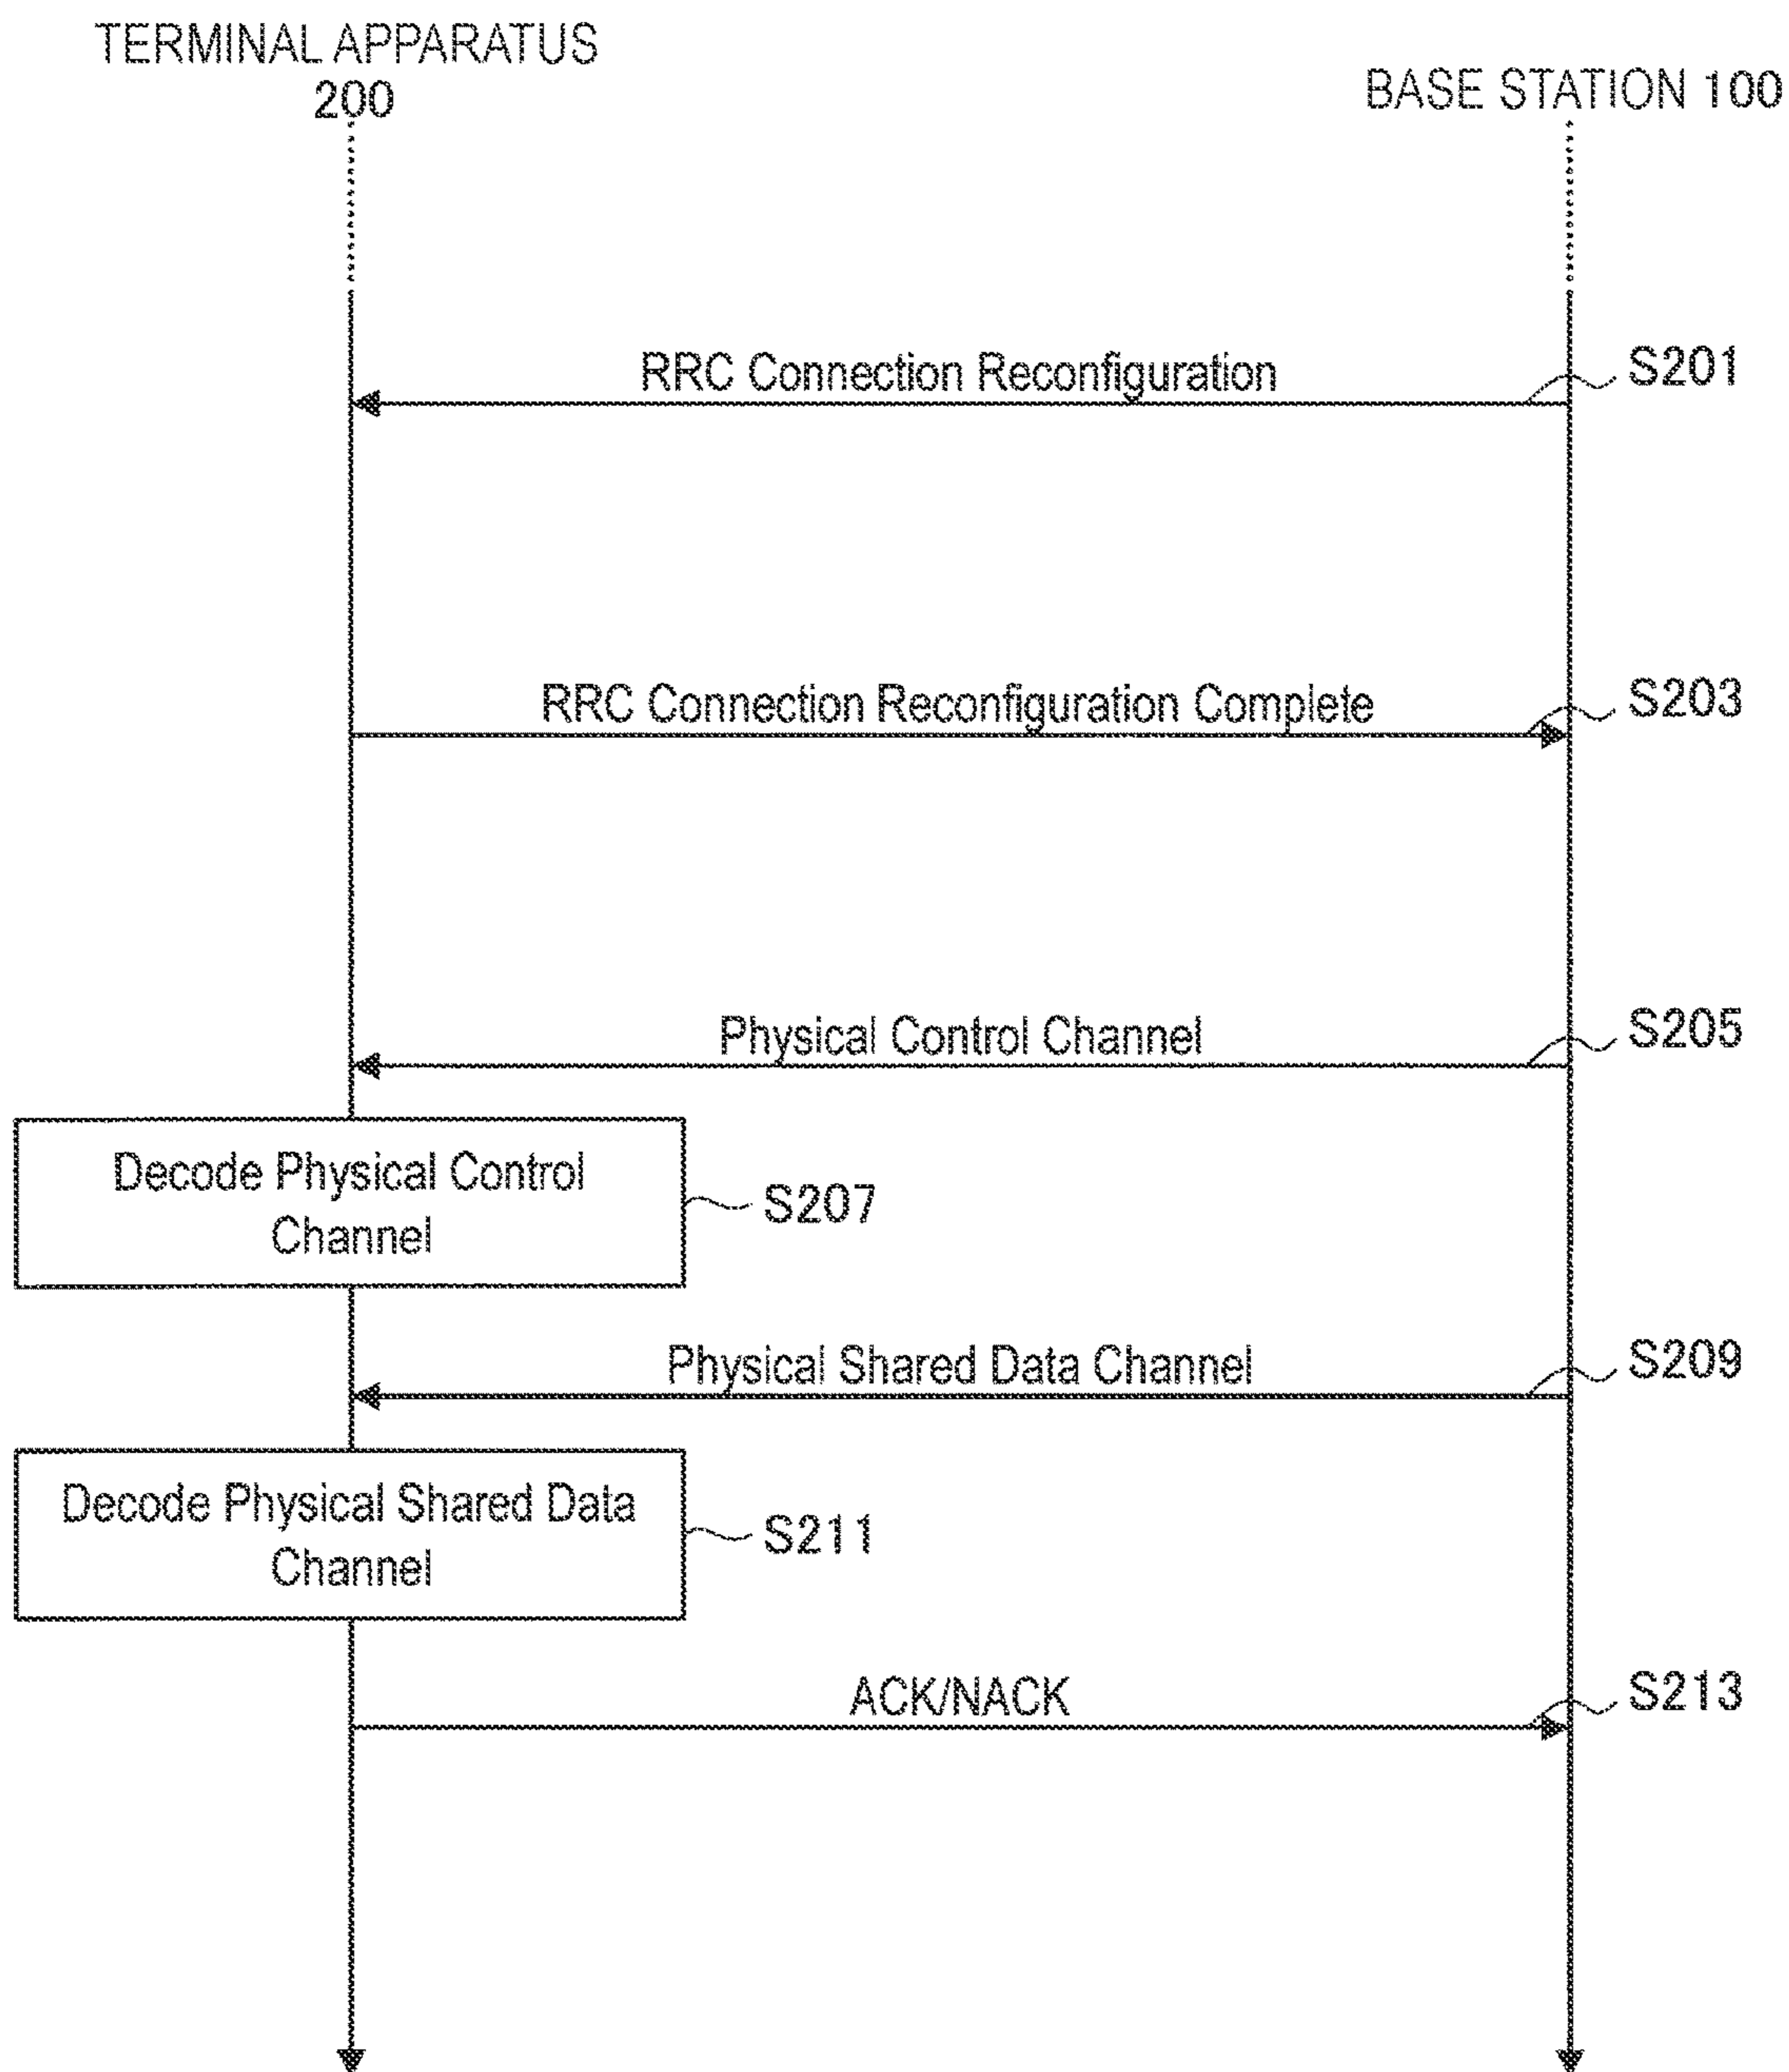 TERMINAL APPARATUS
200
BASE STATION 100
RRC Connection Reconfiguration
S201
RRC Connection Reconfiguration Complete
S203
Physical Control Channel
S205
Decode Physical Control
Channel
S207
Physical Shared Data Channel
S209
Decode Physical Shared Data
Channel
S211
ACK/NACK
S213